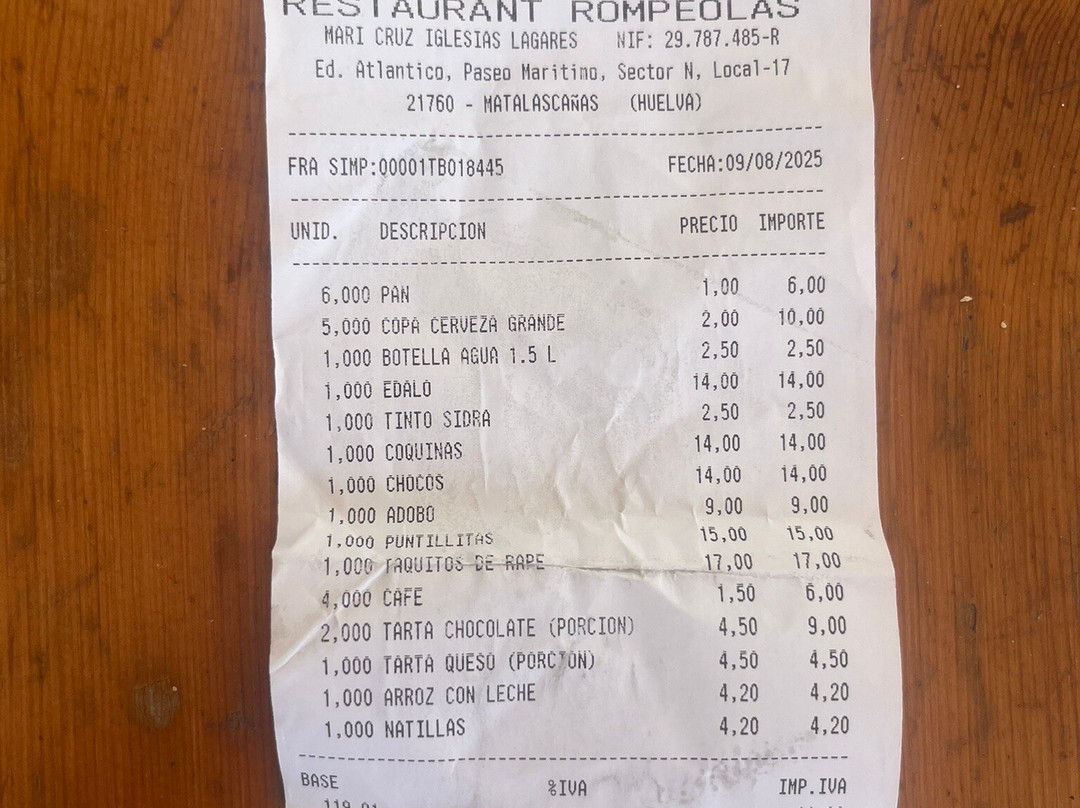 RESTAURANT ROMPEOLAS
MARI CRUZ IGLESIAS LAGARES NIF: 29.787.485-R
Ed. Atlantico, Paseo Maritimo, Sector N, Local-17
21760 - MATALASCAÑAS (HUELVA)
FRA SIMP:00001TB018445 FECHA:09/08/2025
UNID. DESCRIPCION PRECIO IMPORTE
6,000 PAN 1,00 6,00
5,000 COPA CERVEZA GRANDE 2,00 10,00
1,000 BOTELLA AGUA 1.5 L 2,50 2,50
1,000 EDALO 14,00 14,00
1,000 TINTO SIDRA 2,50 2,50
1,000 COQUINAS 14,00 14,00
1,000 CHOCOS 14,00 14,00
1,000 ADOBO 9,00 9,00
1,000 PUNTILLITAS 15,00 15,00
1,000 TAQUITOS DE RAPE 17,00 17,00
4,000 CAFE 1,50 6,00
2,000 TARTA CHOCOLATE (PORCION) 4,50 9,00
1,000 TARTA QUESO (PORCION) 4,50 4,50
1,000 ARROZ CON LECHE 4,20 4,20
1,000 NATILLAS 4,20 4,20
BASE %IVA IMP.IVA